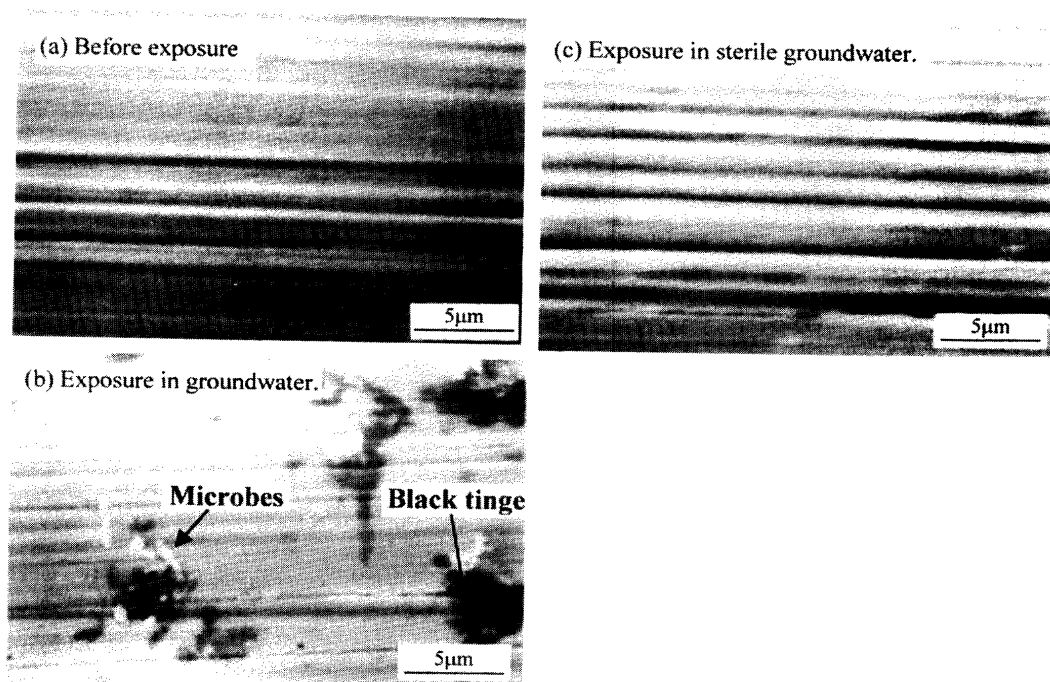 (a) Before exposure
5μm
(c) Exposure in sterile groundwater.
5μm
(b) Exposure in groundwater.
Microbes
Black tinge
5μm